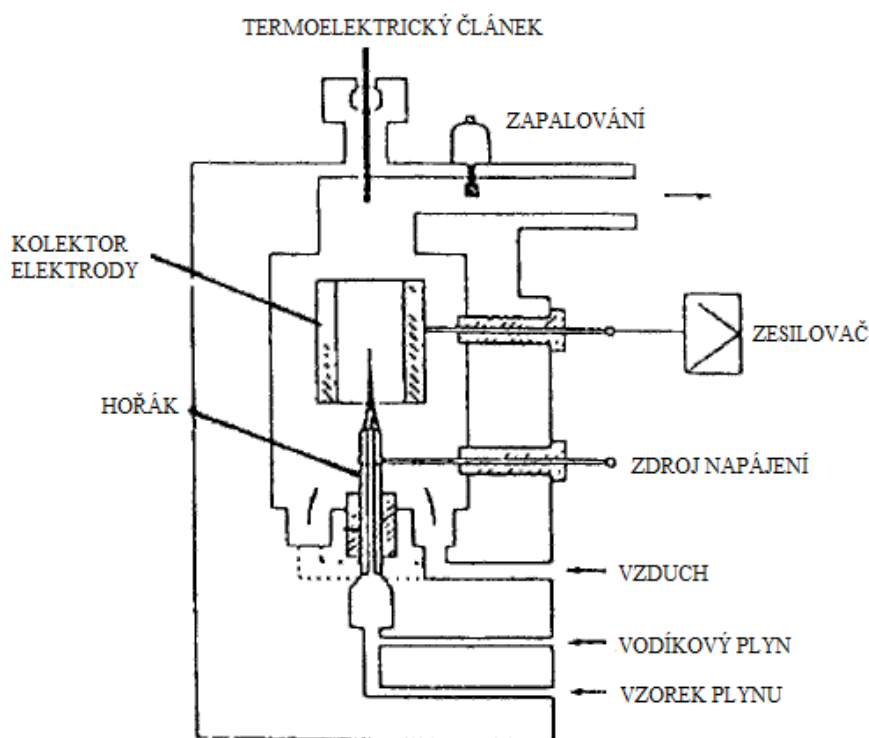 TERMOELEKTRICKÝ ČLÁNEK
ZAPALOVÁNÍ
KOLEKTOR
ELEKTRODY
ZESILOVAČ
HOŘÁK
ZDROJ NAPÁJENÍ
VZDUCH
VODÍKOVÝ PLYN
VZOREK PLYNU